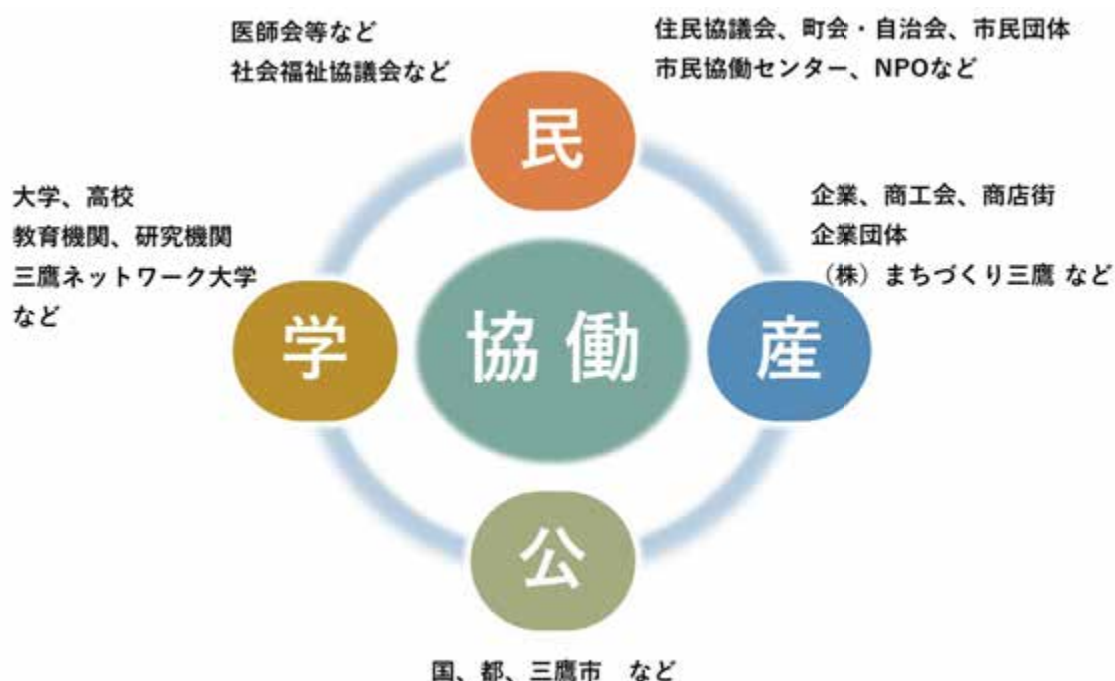 医師会等など
社会福祉協議会など
住民協議会、町会・自治会、市民団体
市民協働センター、NPOなど
民
大学、高校
教育機関、研究機関
三鷹ネットワーク大学
など
企業、商工会、商店街
企業団体
（株）まちづくり三鷹 など
学
協働
産
公
国、都、三鷹市　など